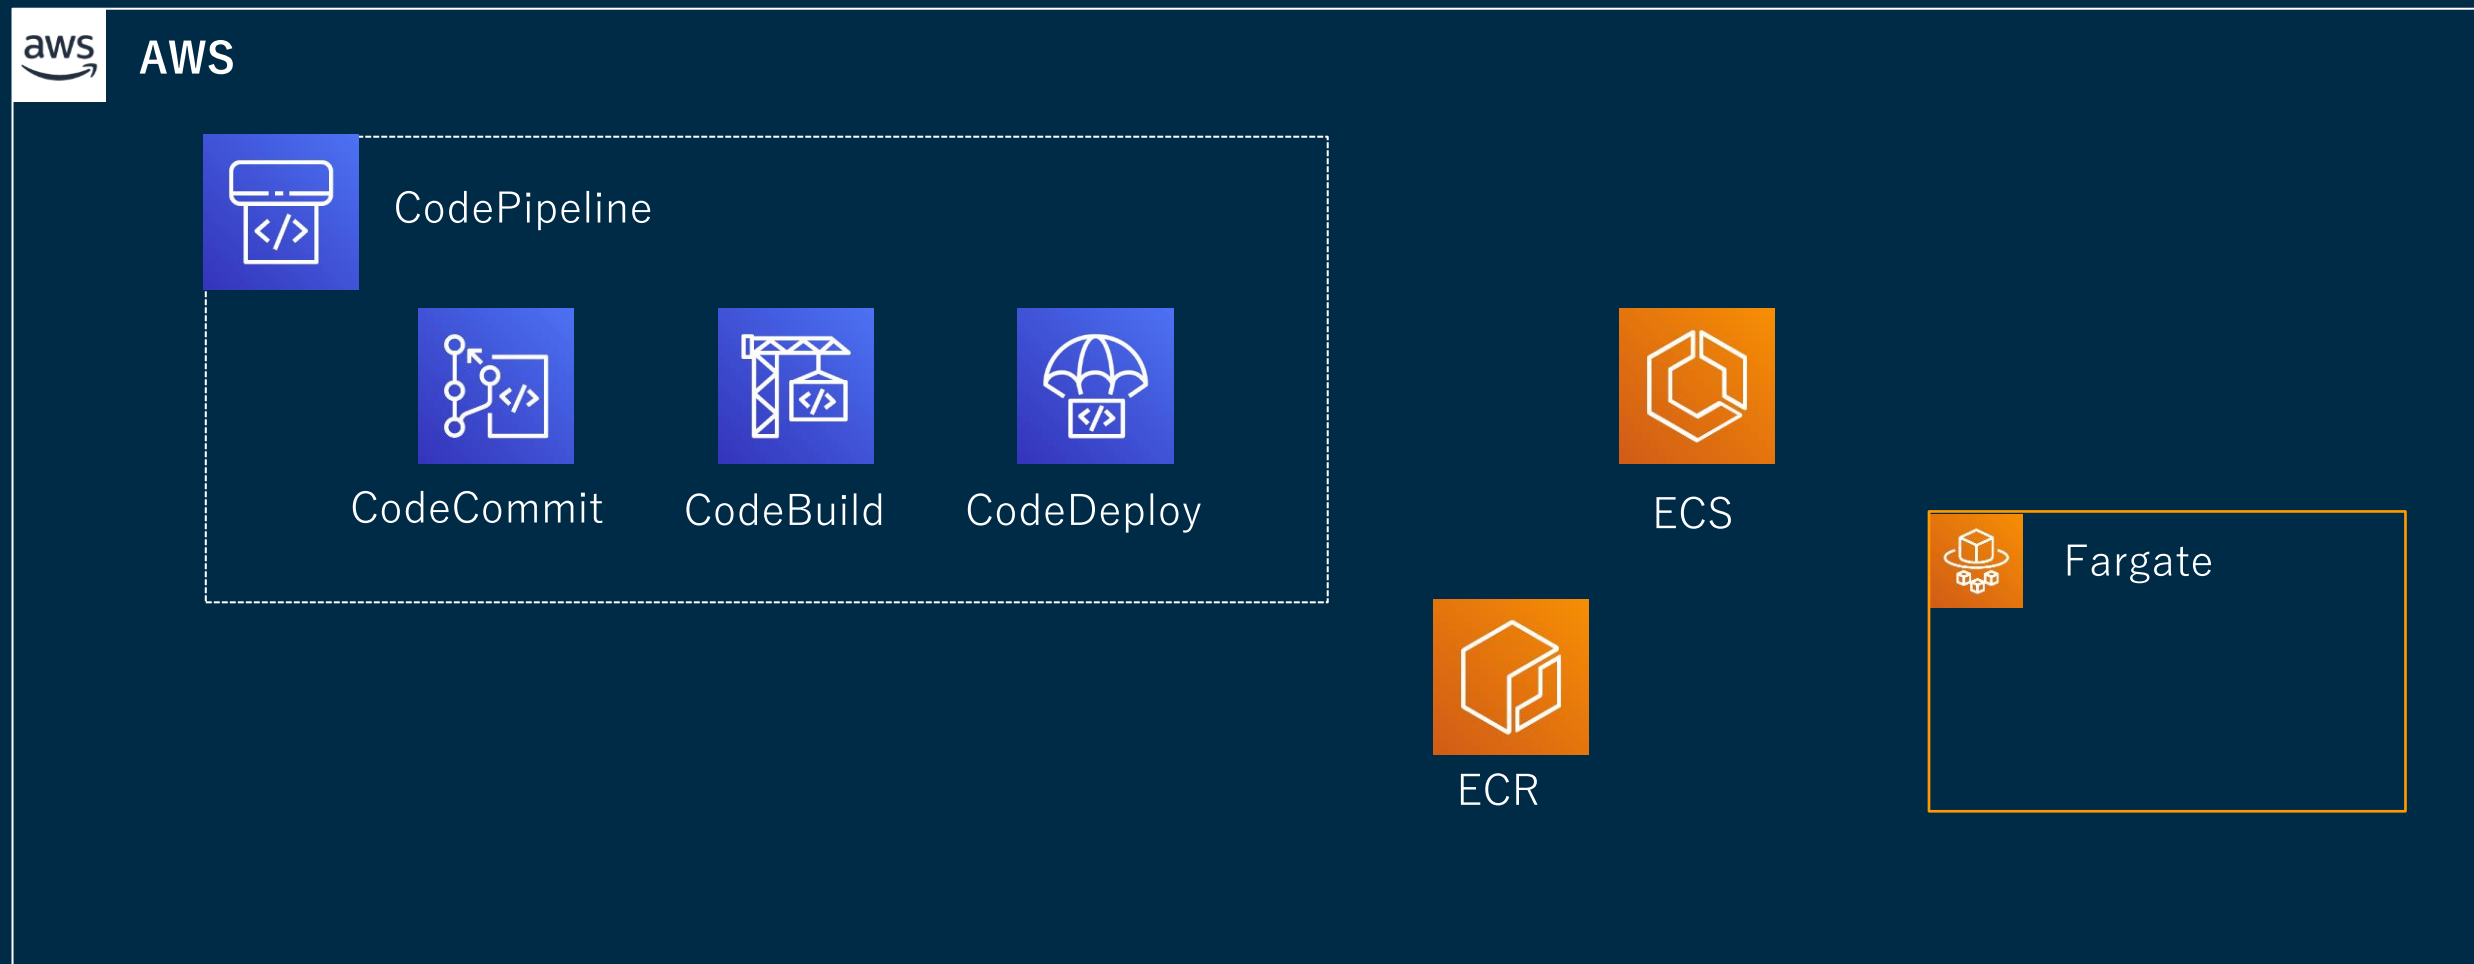 aws
AWS
CodePipeline
CodeCommit
CodeBuild
CodeDeploy
ECS
Fargate
ECR